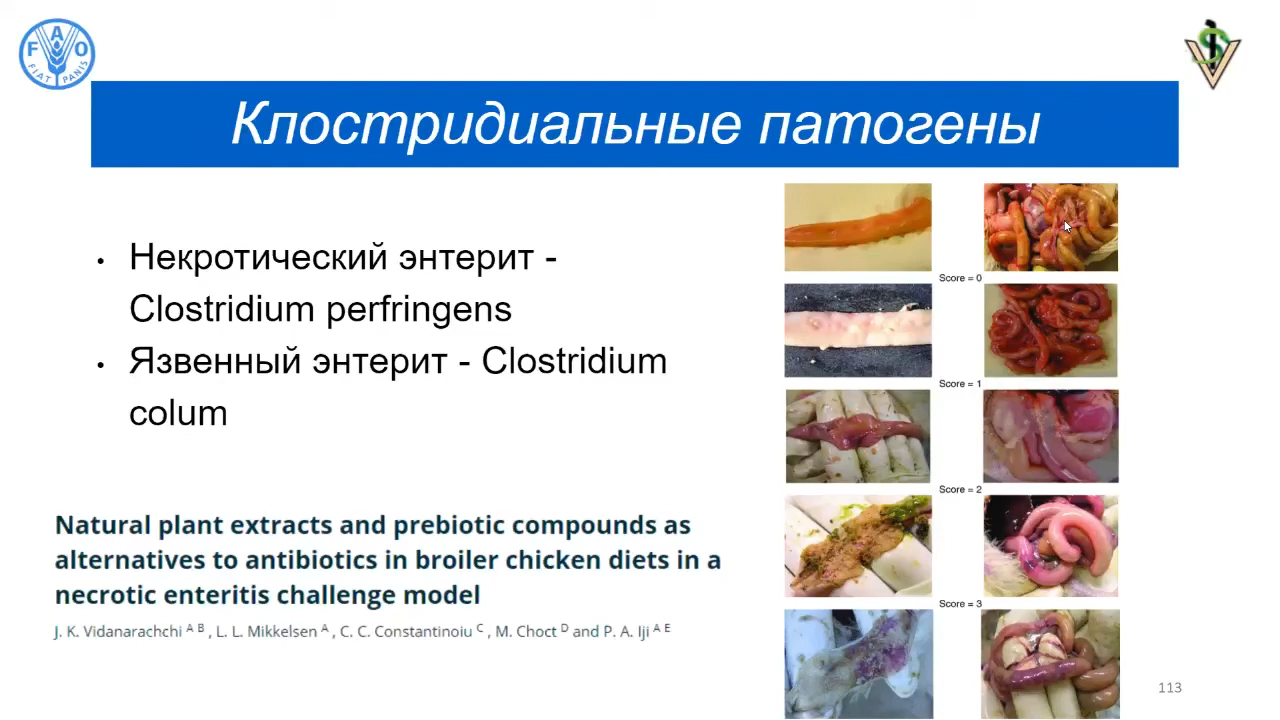 F A O
FIAT PANIS
Клостридиальные патогены
• Некротический энтерит -
Clostridium perfringens
• Язвенный энтерит - Clostridium
colum
Natural plant extracts and prebiotic compounds as
alternatives to antibiotics in broiler chicken diets in a
necrotic enteritis challenge model
J. K. Vidanarachchi A B , L. L. Mikkelsen A , C. C. Constantinoiu C , M. Choct D and P. A. Iji A E
Score = 0
Score = 1
Score = 2
Score = 3
113